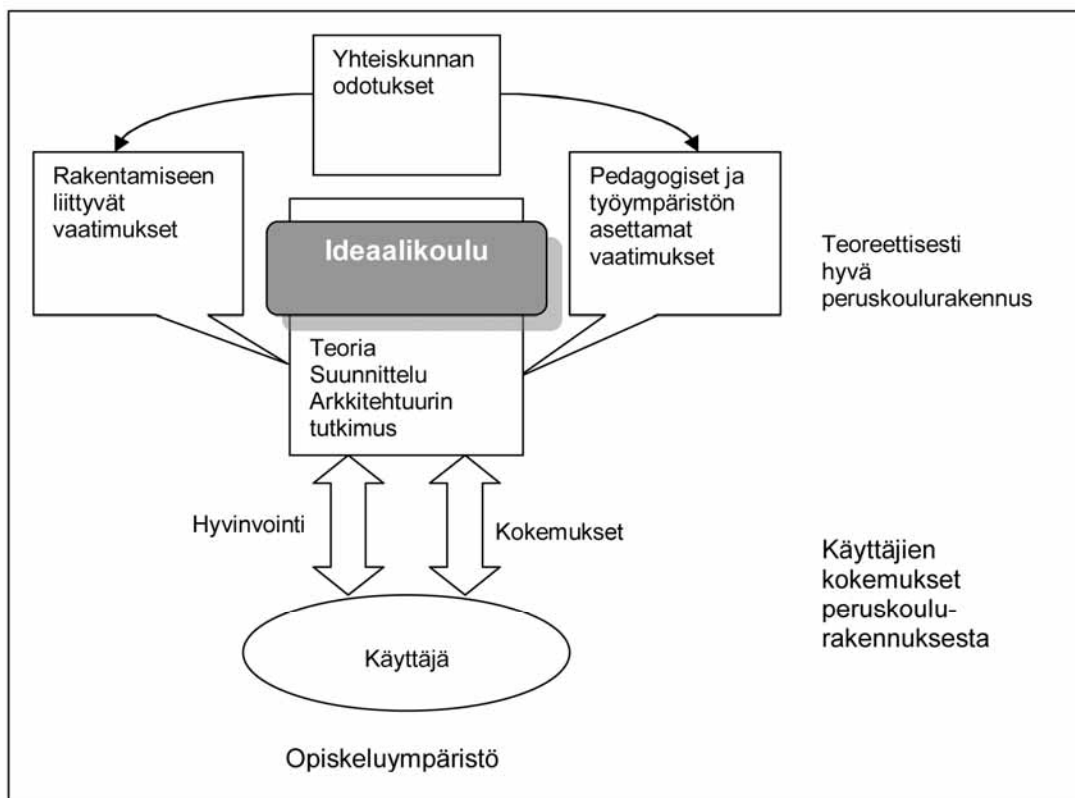 Yhteiskunnan
odotukset
Rakentamiseen
liittyvät
vaatimukset
Pedagogiset ja
työympäristön
asettamat
vaatimukset
Ideaalikoulu
Teoreettisesti
hyvä
peruskoulurakennus
Teoria
Suunnittelu
Arkkitehtuurin
tutkimus
Hyvinvointi
Kokemukset
Käyttäjien
kokemukset
peruskoulu-
rakennuksesta
Käyttäjä
Opiskeluympäristö